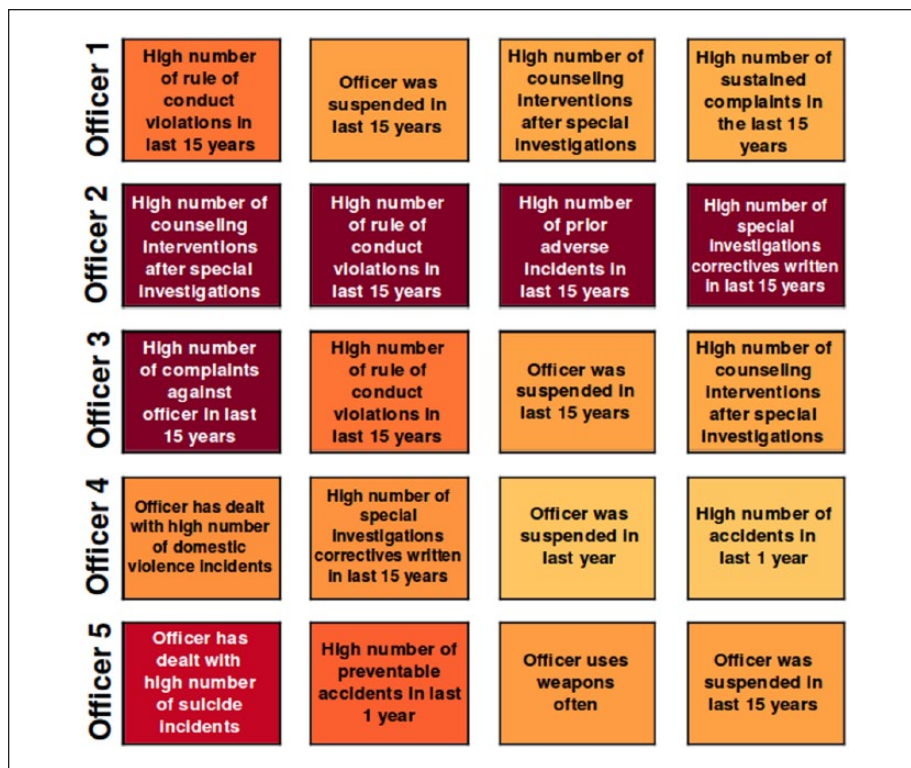 Officer 1
High number
of rule of
conduct
violations in
last 15 years
Officer was
suspended in
last 15 years
High number of
counseling
interventions
after special
investigations
High number of
sustained
complaints in
the last 15
years
Officer 2
High number of
counseling
interventions
after special
investigations
High number
of rule of
conduct
violations in
last 15 years
High number
of prior
adverse
incidents in
last 15 years
High number of
special
investigations
correctives written
in last 15 years
Officer 3
High number
of complaints
against
officer in last
15 years
High number
of rule of
conduct
violations in
last 15 years
Officer was
suspended in
last 15 years
High number of
counseling
interventions
after special
investigations
Officer 4
Officer has dealt
with high number
of domestic
violence incidents
High number of
special
investigations
correctives written
in last 15 years
Officer was
suspended in
last year
High number of
accidents in
last 1 year
Officer 5
Officer has
dealt with
high number
of suicide
incidents
High number of
preventable
accidents in last
1 year
Officer uses
weapons
often
Officer was
suspended in
last 15 years